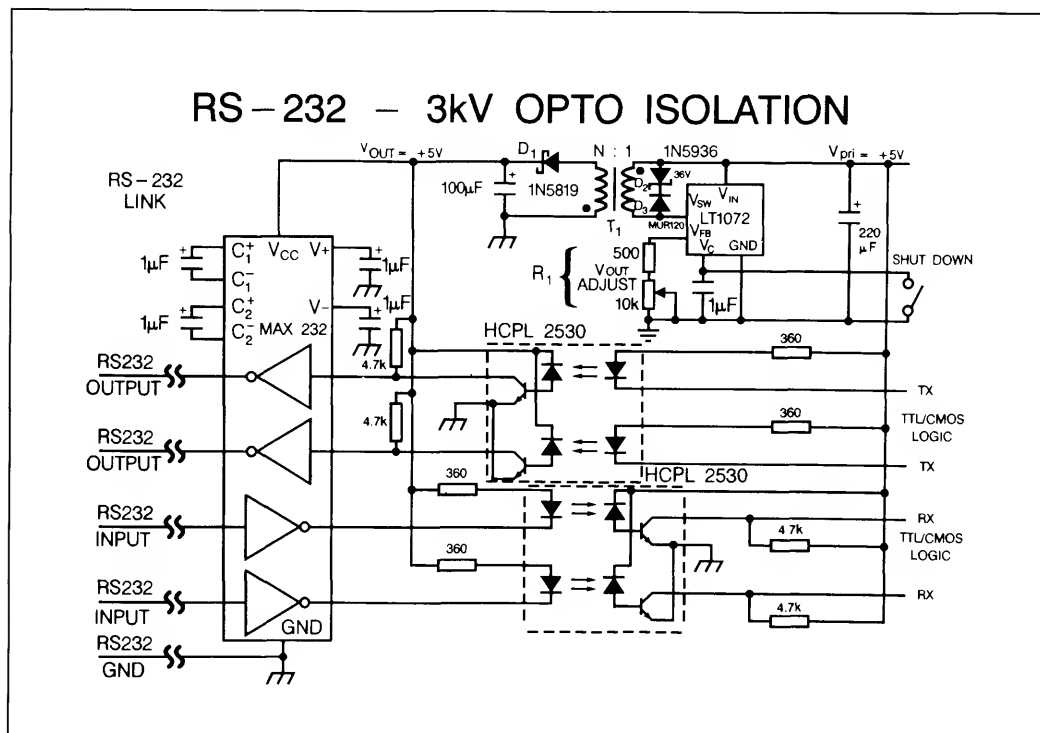 RS-232 - 3kV OPTO ISOLATION
RS-232
LINK
VOUT = +5V
D1
N : 1
1N5936
Vpri = +5V
100μF
+
1N5819
T1
D2
36V
D3
MUR120
VSW
VIN
LT1072
VFB
VC
GND
+
220
μF
SHUT DOWN
R1 {
500
VOUT
ADJUST
10k
1μF
1μF
+
C1+
C1-
VCC
V+
+
1μF
1μF
+
C2+
C2-
V-
+
1μF
MAX 232
4.7k
HCPL 2530
360
RS232
OUTPUT
TX
4.7k
360
TTL/CMOS
LOGIC
RS232
OUTPUT
TX
HCPL 2530
360
RS232
INPUT
RX
4.7k
TTL/CMOS
LOGIC
360
RS232
INPUT
RX
4.7k
GND
RS232
GND